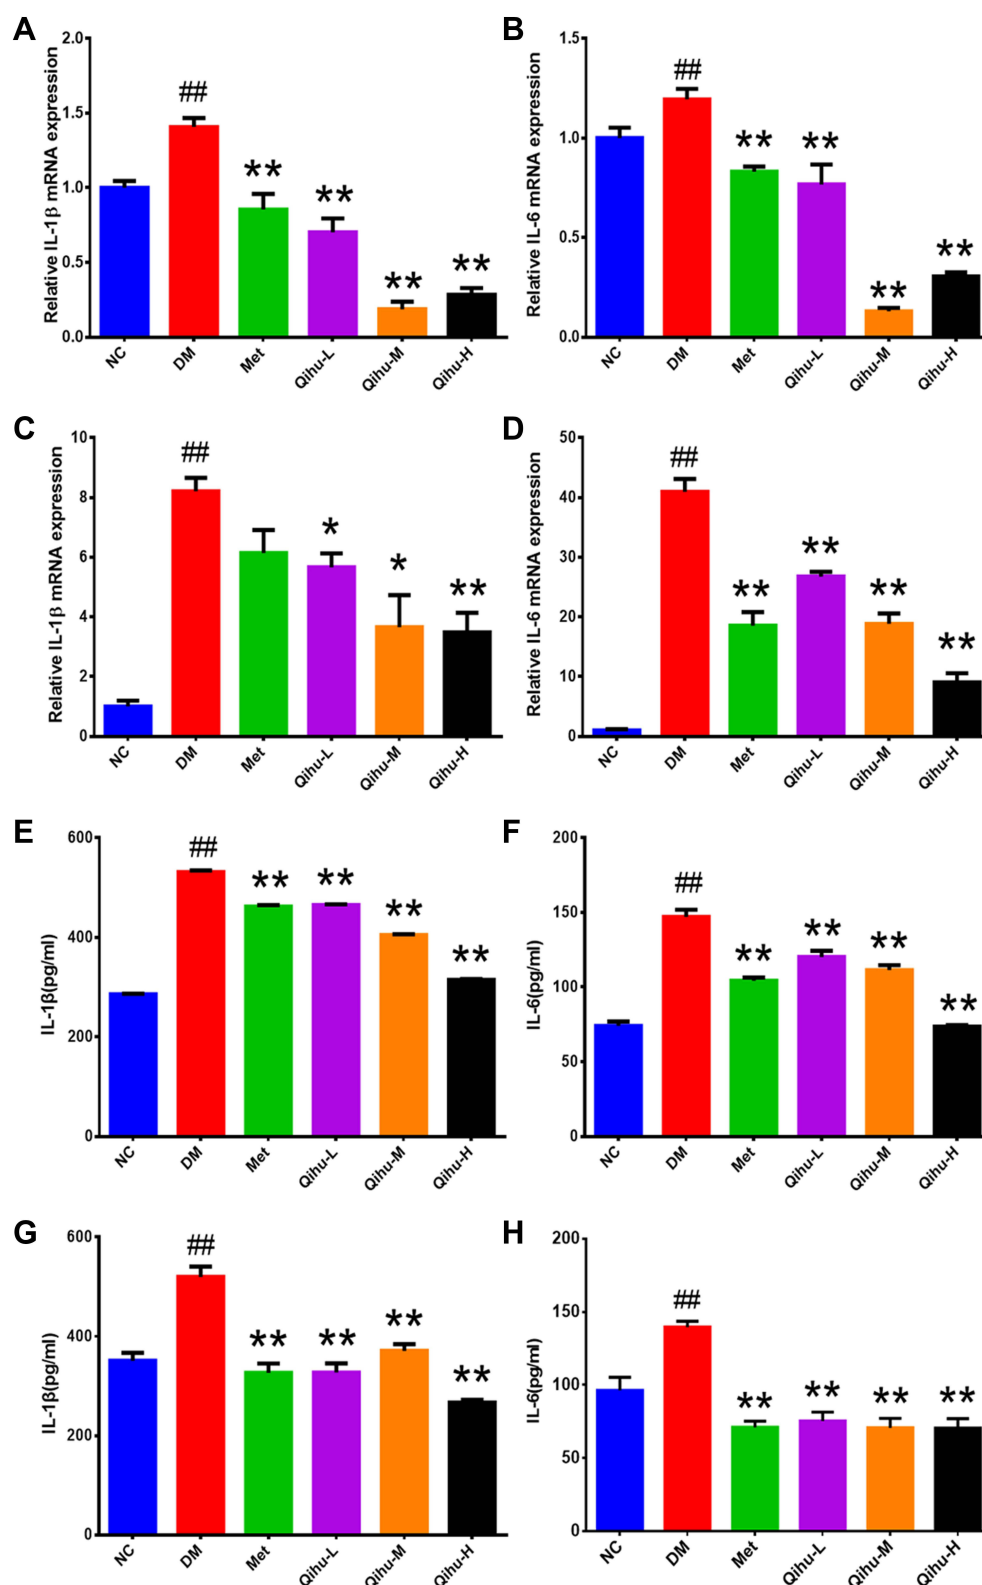 A
Relative IL-1β mRNA expression
2.0
1.5
1.0
0.5
0.0
##
**
**
**
**
NC
DM
Met
Qihu-L
Qihu-M
Qihu-H
B
Relative IL-6 mRNA expression
1.5
1.0
0.5
0.0
##
**
**
**
**
NC
DM
Met
Qihu-L
Qihu-M
Qihu-H
C
Relative IL-1β mRNA expression
10
8
6
4
2
0
##
*
*
**
NC
DM
Met
Qihu-L
Qihu-M
Qihu-H
D
Relative IL-6 mRNA expression
50
40
30
20
10
0
##
**
**
**
**
NC
DM
Met
Qihu-L
Qihu-M
Qihu-H
E
IL-1β(pg/ml)
600
400
200
0
##
**
**
**
**
NC
DM
Met
Qihu-L
Qihu-M
Qihu-H
F
IL-6(pg/ml)
200
150
100
50
0
##
**
**
**
**
NC
DM
Met
Qihu-L
Qihu-M
Qihu-H
G
IL-1β(pg/ml)
600
400
200
0
##
**
**
**
**
NC
DM
Met
Qihu-L
Qihu-M
Qihu-H
H
IL-6(pg/ml)
200
150
100
50
0
##
**
**
**
**
NC
DM
Met
Qihu-L
Qihu-M
Qihu-H